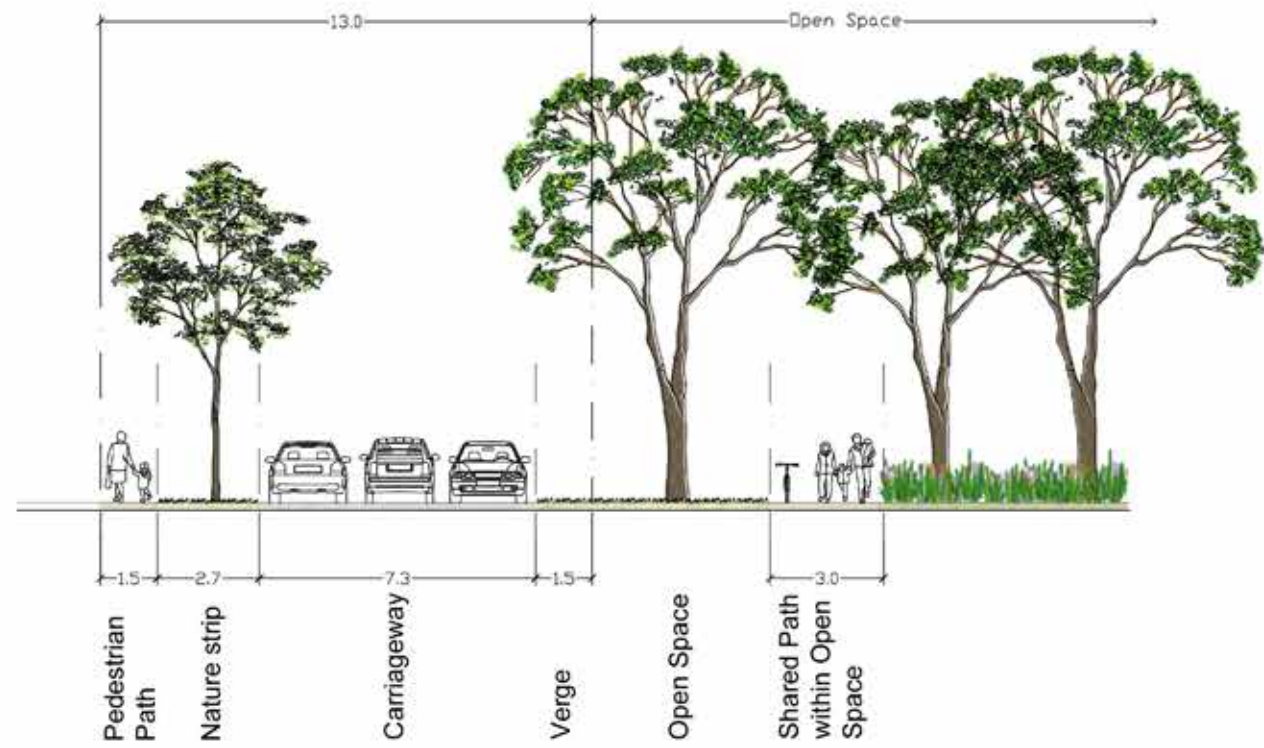 13.0
Open Space
1.5
2.7
7.3
1.5
3.0
Pedestrian
Path
Nature strip
Carriageway
Verge
Open Space
Shared Path
within Open
Space